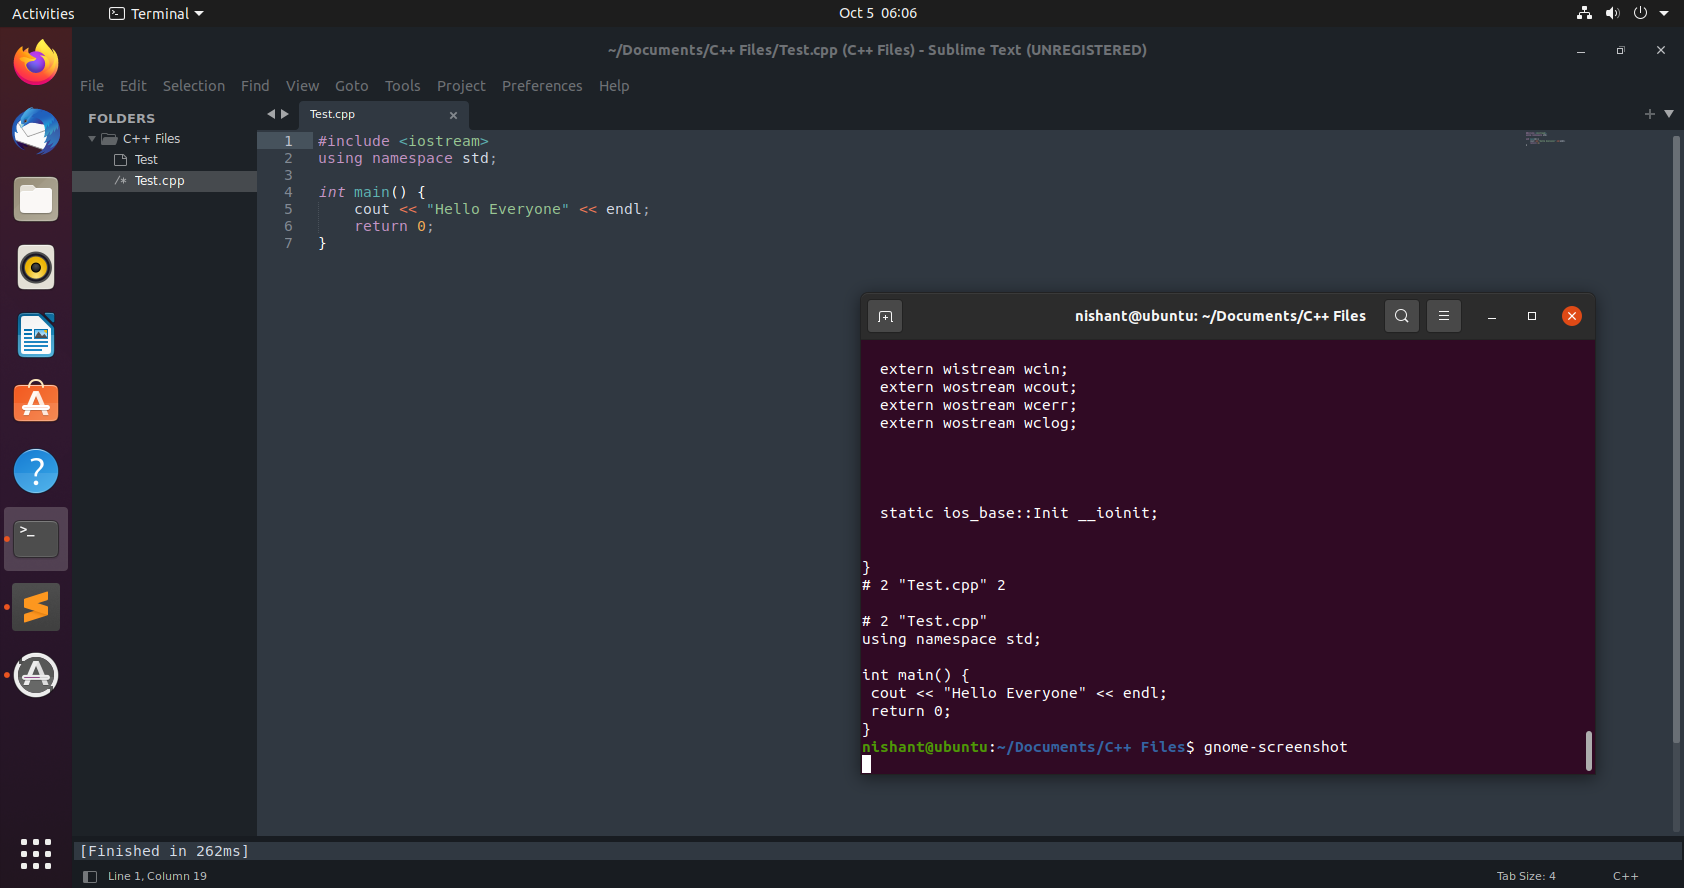 Activities
Terminal
Oct 5 06:06
~/Documents/C++ Files/Test.cpp (C++ Files) - Sublime Text (UNREGISTERED)
File Edit Selection Find View Goto Tools Project Preferences Help
FOLDERS
C++ Files
Test
/* Test.cpp
Test.cpp
1 #include <iostream>
2 using namespace std;
3
4 int main() {
5     cout << "Hello Everyone" << endl;
6     return 0;
7 }
nishant@ubuntu: ~/Documents/C++ Files
  extern wistream wcin;
  extern wostream wcout;
  extern wostream wcerr;
  extern wostream wclog;
  static ios_base::Init __ioinit;
}
# 2 "Test.cpp" 2
# 2 "Test.cpp"
using namespace std;
int main() {
 cout << "Hello Everyone" << endl;
 return 0;
}
nishant@ubuntu:~/Documents/C++ Files$ gnome-screenshot
[Finished in 262ms]
Line 1, Column 19
Tab Size: 4
C++